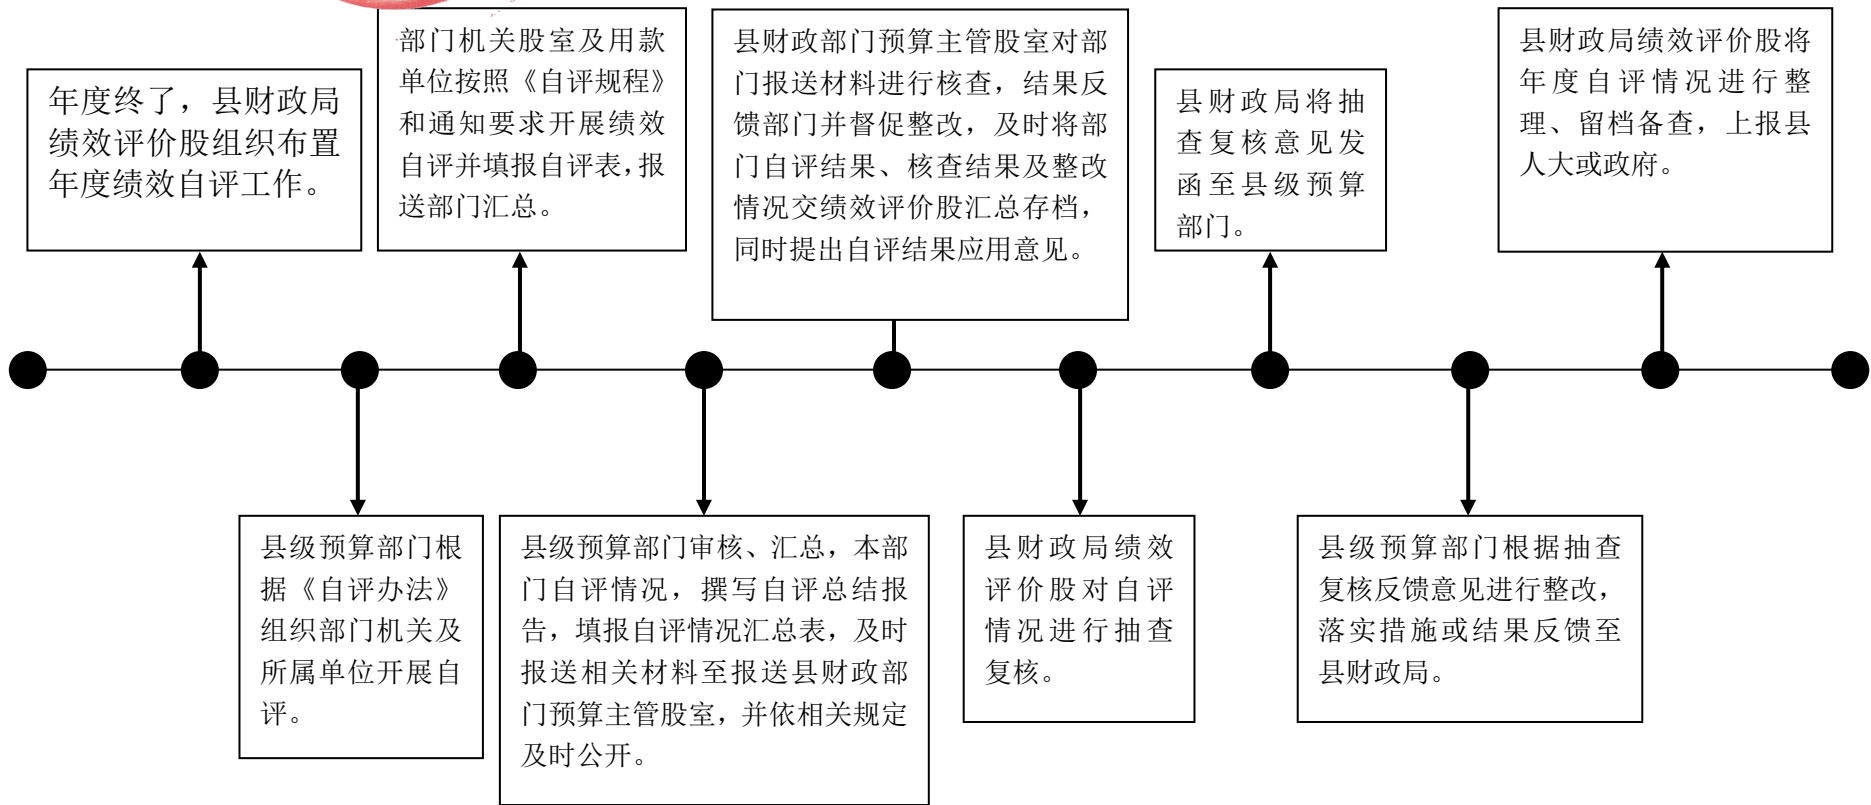 年度终了，县财政局
绩效评价股组织布置
年度绩效自评工作。
部门机关股室及用款
单位按照《自评规程》
和通知要求开展绩效
自评并填报自评表，报
送部门汇总。
县财政部门预算主管股室对部
门报送材料进行核查，结果反
馈部门并督促整改，及时将部
门自评结果、核查结果及整改
情况交绩效评价股汇总存档，
同时提出自评结果应用意见。
县财政局将抽
查复核意见发
函至县级预算
部门。
县财政局绩效评价股将
年度自评情况进行整
理、留档备查，上报县
人大或政府。
县级预算部门根
据《自评办法》
组织部门机关及
所属单位开展自
评。
县级预算部门审核、汇总，本部
门自评情况，撰写自评总结报
告，填报自评情况汇总表，及时
报送相关材料至报送县财政部
门预算主管股室，并依相关规定
及时公开。
县财政局绩效
评价股对自评
情况进行抽查
复核。
县级预算部门根据抽查
复核反馈意见进行整改，
落实措施或结果反馈至
县财政局。